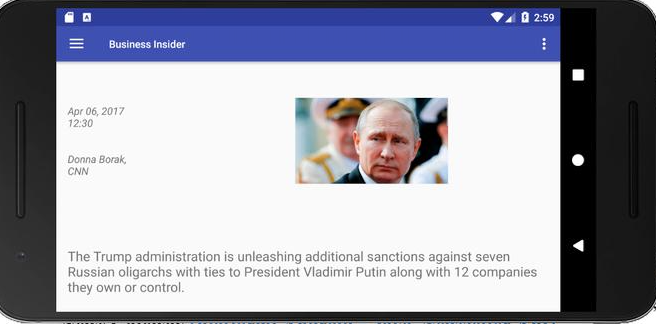 2:59
Business Insider
Apr 06, 2017
12:30
Donna Borak,
CNN
The Trump administration is unleashing additional sanctions against seven
Russian oligarchs with ties to President Vladimir Putin along with 12 companies
they own or control.